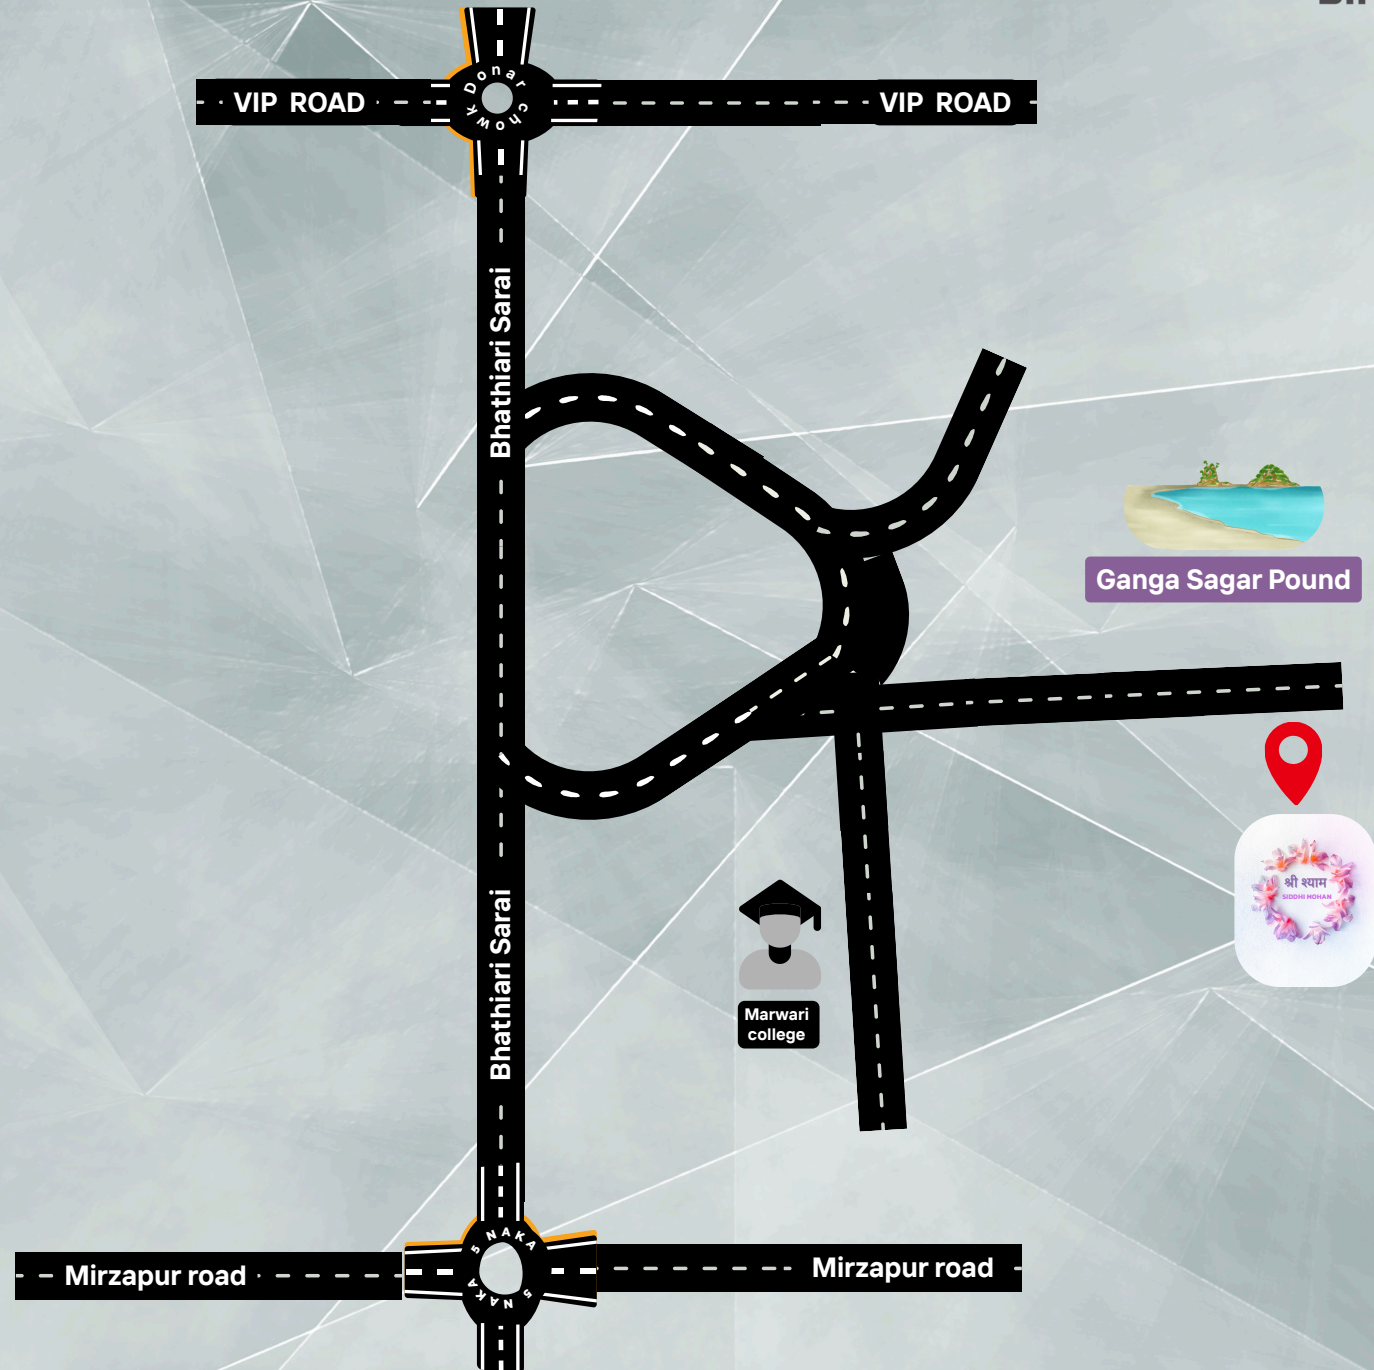 VIP ROAD
Donar chowk
VIP ROAD
Bhathiari Sarai
Ganga Sagar Pound
श्री श्याम
SIDDHI MOHAN
Bhathiari Sarai
Marwari
college
5 NAKA
5 NAKA
Mirzapur road
Mirzapur road